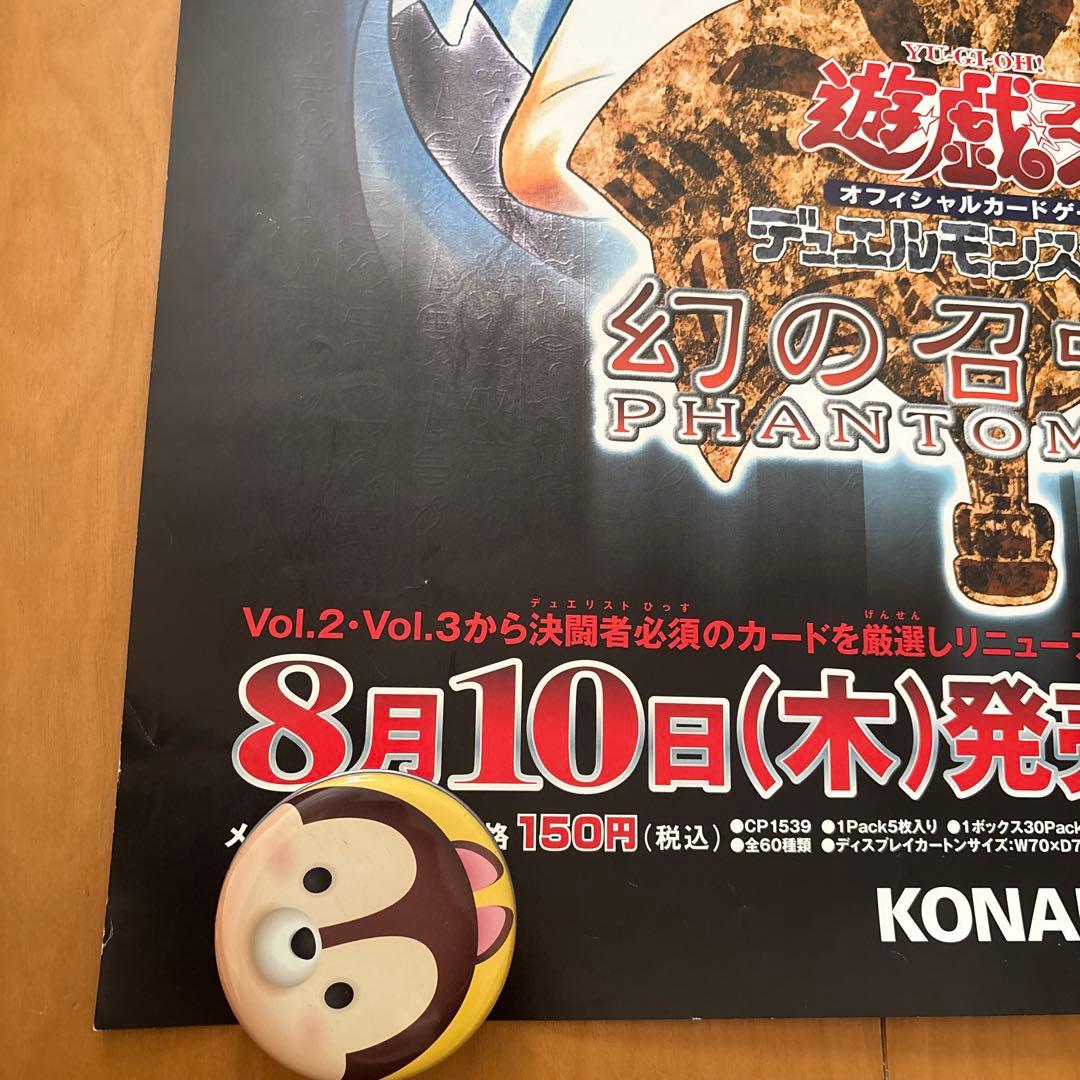 YU-GI-OH!
遊戯
オフィシャルカードゲー
デュエルモンス
幻の召
PHANTOM
デュエリスト ひっす げんせん
Vol.2・Vol.3から決闘者必須のカードを厳選しリニュー
8月10日(木)発売
格150円(税込) ●CP1539 ●1Pack5枚入り ●1ボックス30Pack
●全60種類 ●ディスプレイカートンサイズ:W70×D7
KONA